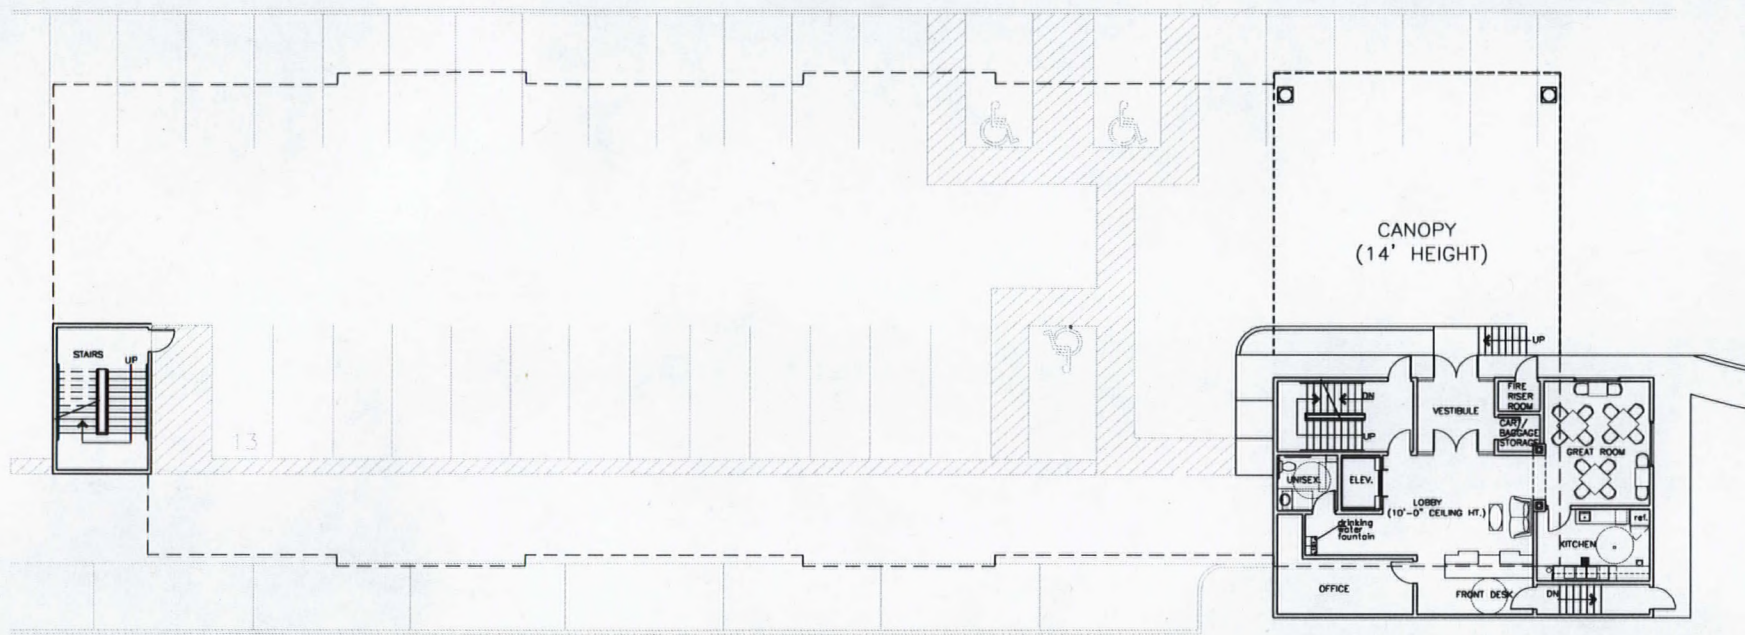 CANOPY
(14' HEIGHT)
STAIRS
UP
UP
DN
UP
VESTIBULE
FIRE
RISER
ROOM
CART/
BAGGAGE
STORAGE
GREAT ROOM
13
UNISEX.
ELEV.
LOBBY
(10'-0" CEILING HT.)
drinking
water
fountain
ref.
KITCHEN
OFFICE
FRONT DESK
DN